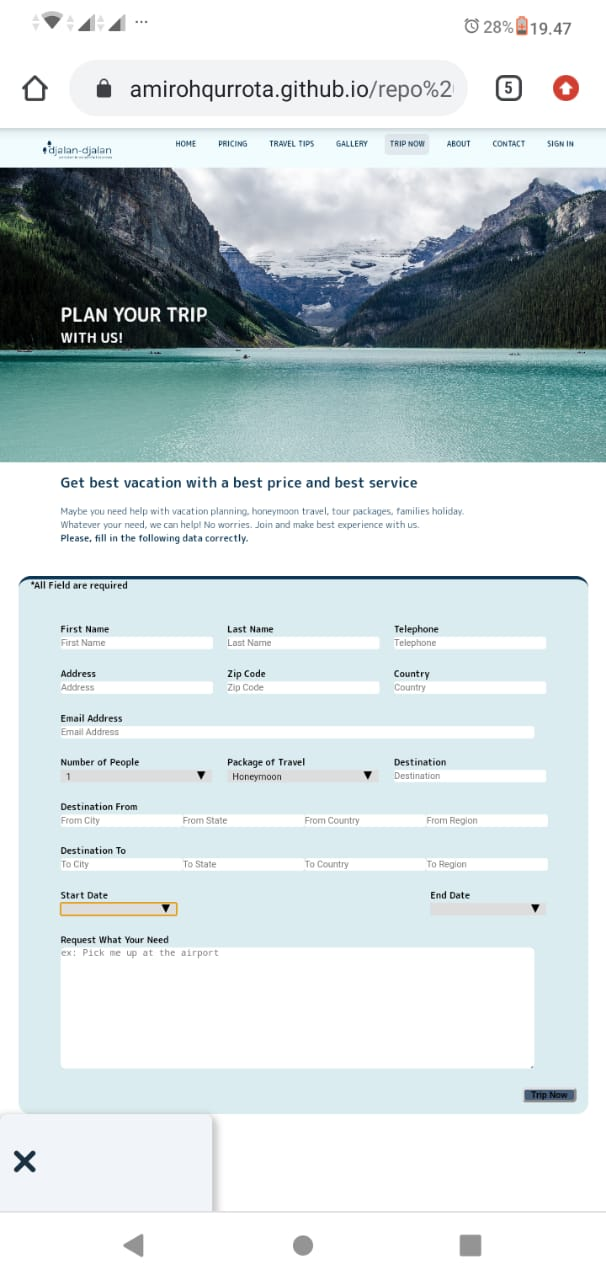 28% 19.47
amirohqurrota.github.io/repo%2
5
djalan-djalan
HOME PRICING TRAVEL TIPS GALLERY TRIP NOW ABOUT CONTACT SIGN IN
PLAN YOUR TRIP
WITH US!
Get best vacation with a best price and best service
Maybe you need help with vacation planning, honeymoon travel, tour packages, families holiday.
Whatever your need, we can help! No worries. Join and make best experience with us.
Please, fill in the following data correctly.
*All Field are required
First Name Last Name Telephone
First Name Last Name Telephone
Address Zip Code Country
Address Zip Code Country
Email Address
Email Address
Number of People Package of Travel Destination
1 Honeymoon Destination
Destination From
From City From State From Country From Region
Destination To
To City To State To Country To Region
Start Date End Date
Request What Your Need
ex: Pick me up at the airport
Trip Now